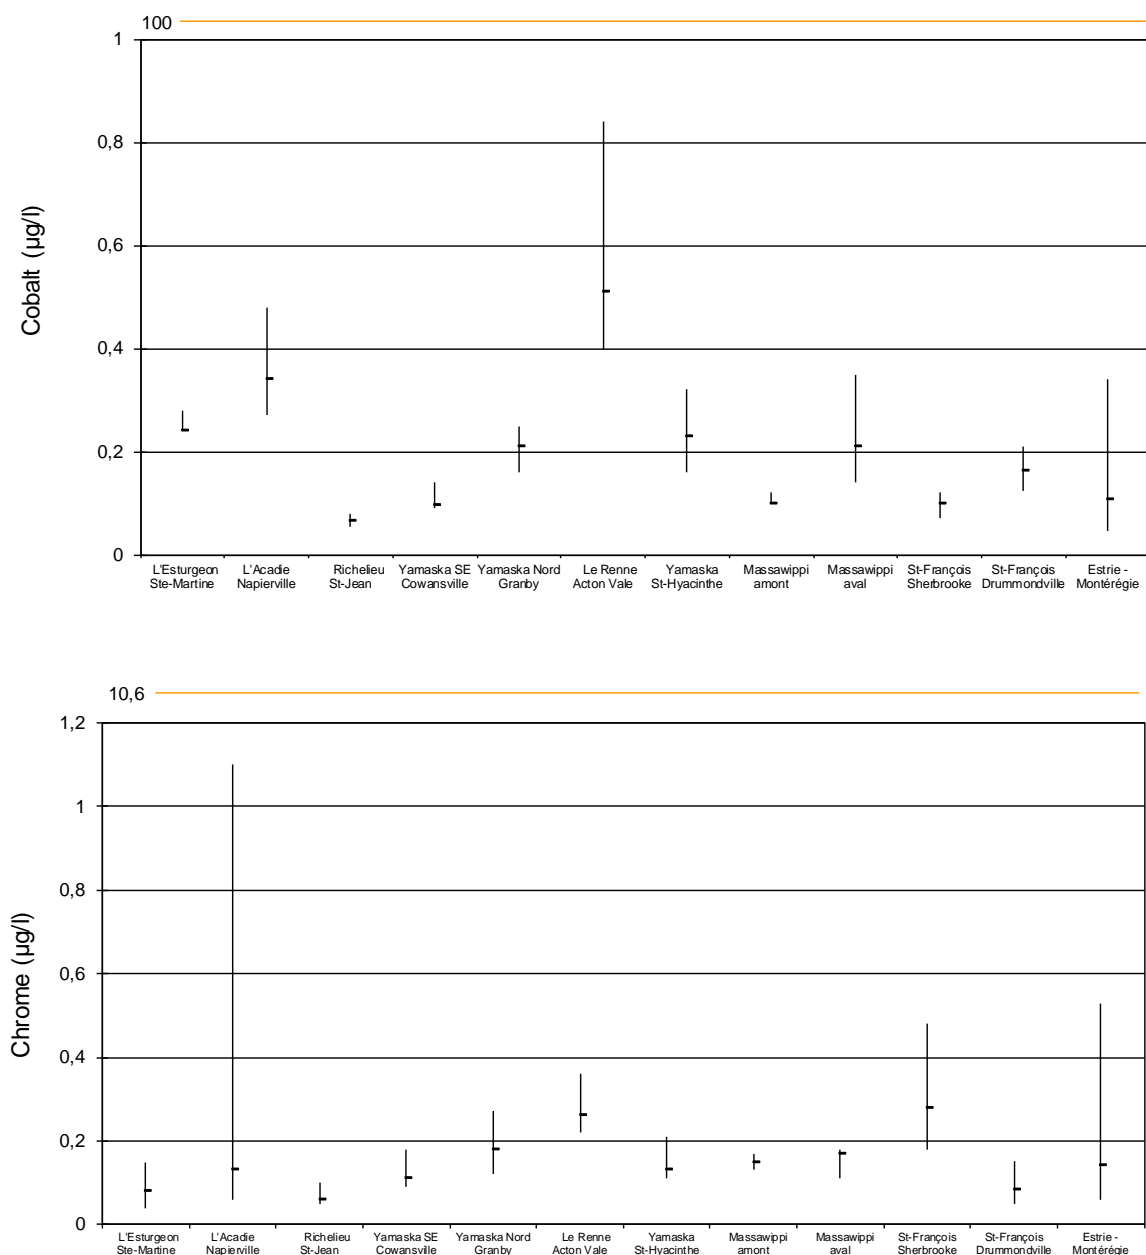 100
1
0,8
0,6
0,4
0,2
0
Cobalt (µg/l)
L'Esturgeon L'Acadie Richelieu Yamaska SE Yamaska Nord Le Renne Yamaska Massawippi Massawippi St-François St-François Estrie -
Ste-Martine Napierville St-Jean Cowansville Granby Acton Vale St-Hyacinthe amont aval Sherbrooke Drummondville Montérégie
10,6
1,2
1
0,8
0,6
0,4
0,2
0
Chrome (µg/l)
L'Esturgeon L'Acadie Richelieu Yamaska SE Yamaska Nord Le Renne Yamaska Massawippi Massawippi St-François St-François Estrie -
Ste-Martine Napierville St-Jean Cowansville Granby Acton Vale St-Hyacinthe amont aval Sherbrooke Drummondville Montérégie